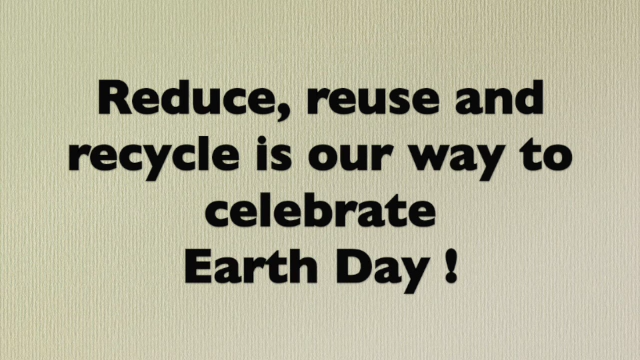 Reduce, reuse and
recycle is our way to
celebrate
Earth Day !